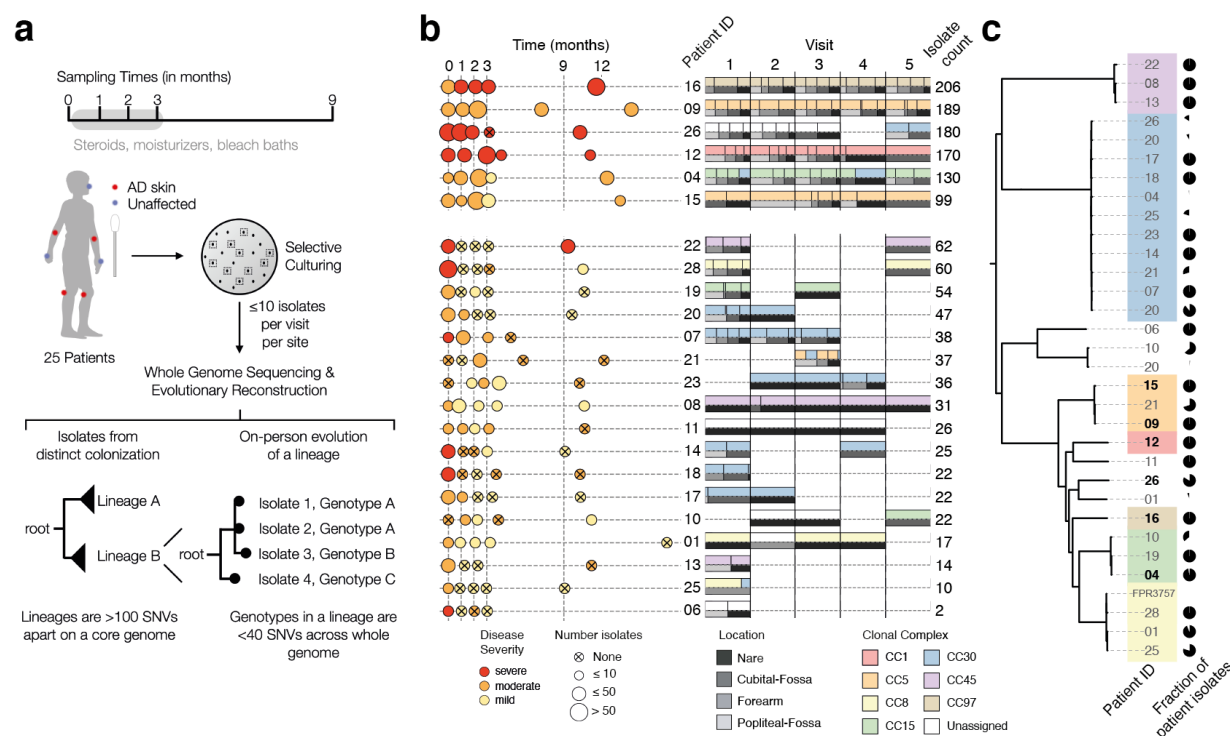 a
Sampling Times (in months)
0 1 2 3 9
Steroids, moisturizers, bleach baths
AD skin
Unaffected
Selective
Culturing
25 Patients
≤10 isolates
per visit
per site
Whole Genome Sequencing &
Evolutionary Reconstruction
Isolates from
distinct colonization
On-person evolution
of a lineage
Lineage A
root
Lineage B
root
Isolate 1, Genotype A
Isolate 2, Genotype A
Isolate 3, Genotype B
Isolate 4, Genotype C
Lineages are >100 SNVs
apart on a core genome
Genotypes in a lineage are
<40 SNVs across whole
genome
b
Time (months)
0 1 2 3 9 12
Patient ID
Visit
1 2 3 4 5
Isolate
count
16 206
09 189
26 180
12 170
04 130
15 99
22 62
28 60
19 54
20 47
07 38
21 37
23 36
08 31
11 26
14 25
18 22
17 22
10 22
01 17
13 14
25 10
06 2
Disease
Severity
severe
moderate
mild
Number isolates
None
≤ 10
≤ 50
> 50
Location
Nare
Cubital-Fossa
Forearm
Popliteal-Fossa
Clonal Complex
CC1
CC5
CC8
CC15
CC30
CC45
CC97
Unassigned
c
22
08
13
26
20
17
18
04
25
23
14
21
07
20
06
10
20
15
21
09
12
11
26
01
16
10
19
04
FPR3757
28
01
25
Patient ID
Fraction of
patient isolates